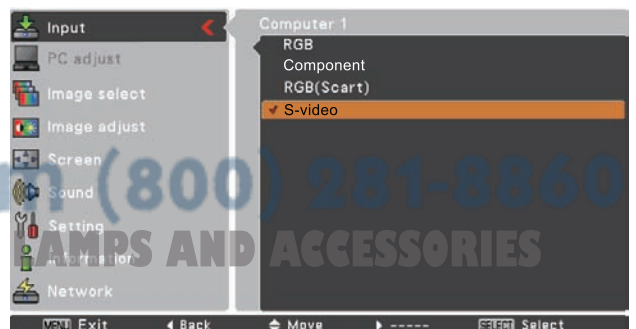 Input
PC adjust
Image select
Image adjust
Screen
Sound
Setting
Information
Network
Computer 1
RGB
Component
RGB(Scart)
S-video
(800) 281-8860
AMPS AND ACCESSORIES
MENU Exit
Back
Move
-----
SELECT Select